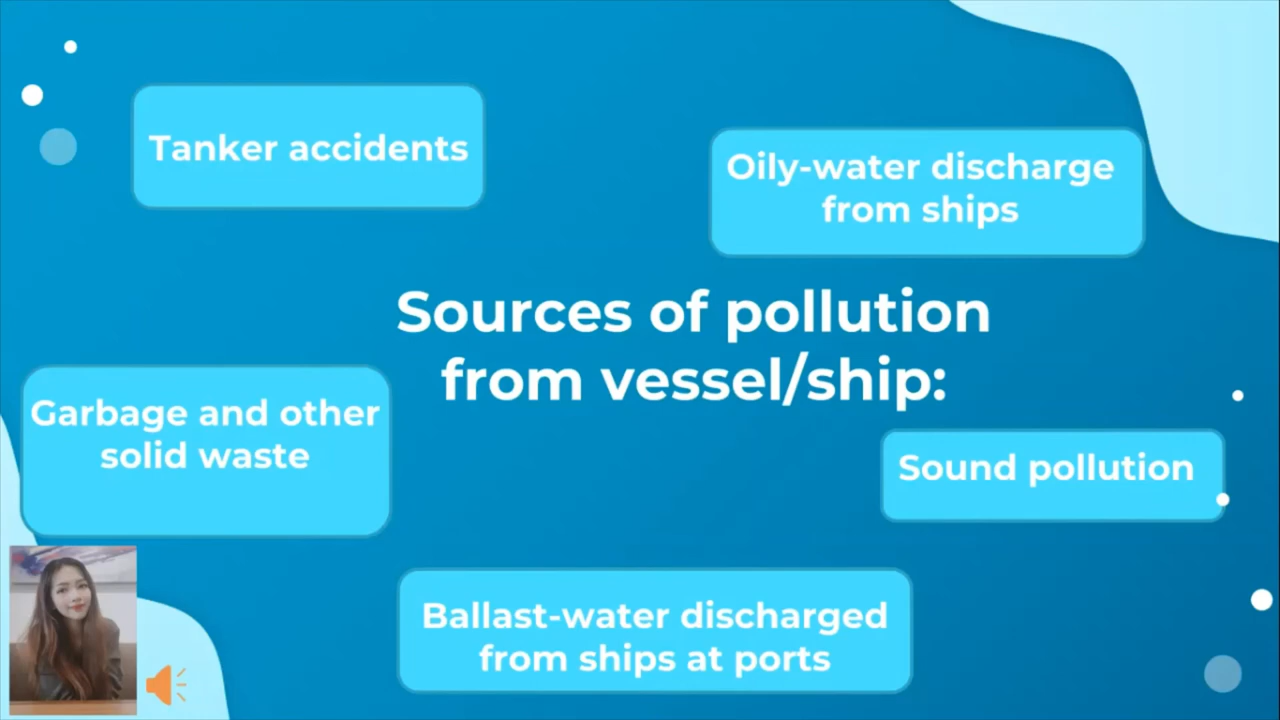 Tanker accidents
Oily-water discharge
from ships
Sources of pollution
from vessel/ship:
Garbage and other
solid waste
Sound pollution
Ballast-water discharged
from ships at ports